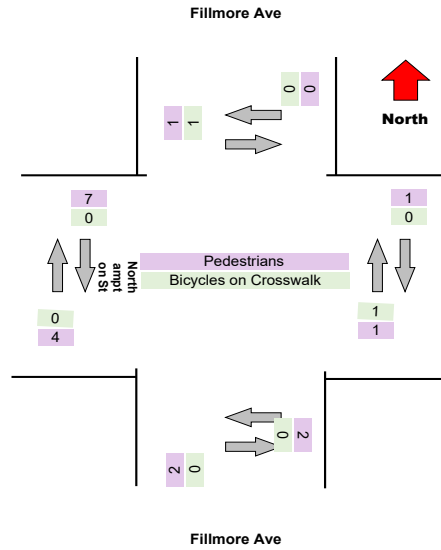 Fillmore Ave
0 0
1 1
North
7
0
1
0
North
ampt
on St
Pedestrians
Bicycles on Crosswalk
0
4
1
1
0 2
2 0
Fillmore Ave